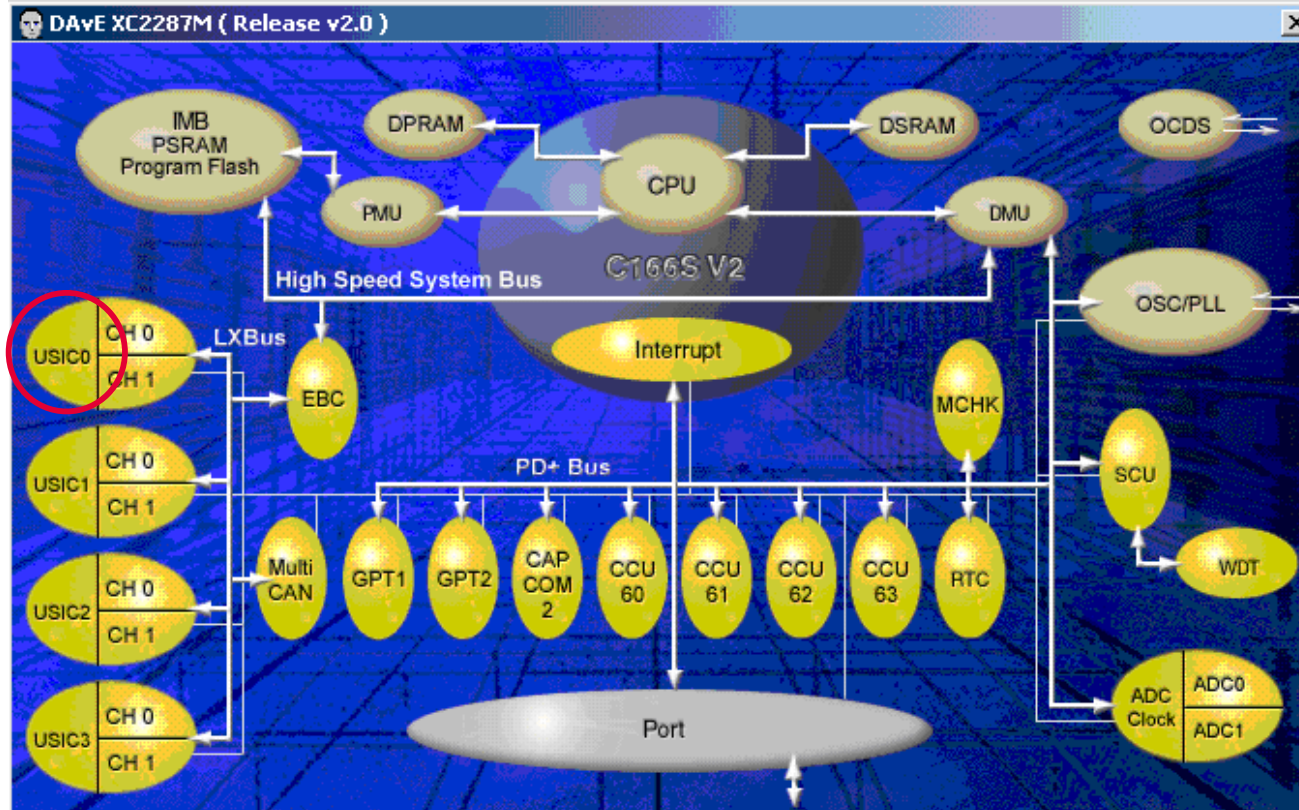 DAvE XC2287M ( Release v2.0 )
IMB
PSRAM
Program Flash
DPRAM
DSRAM
OCDS
CPU
PMU
DMU
C166S V2
High Speed System Bus
OSC/PLL
USIC0
CH 0
CH 1
LXBus
EBC
Interrupt
MCHK
PD+ Bus
SCU
USIC1
CH 0
CH 1
Multi
CAN
GPT1
GPT2
CAP
COM
2
CCU
60
CCU
61
CCU
62
CCU
63
RTC
WDT
USIC2
CH 0
CH 1
USIC3
CH 0
CH 1
Port
ADC
Clock
ADC0
ADC1